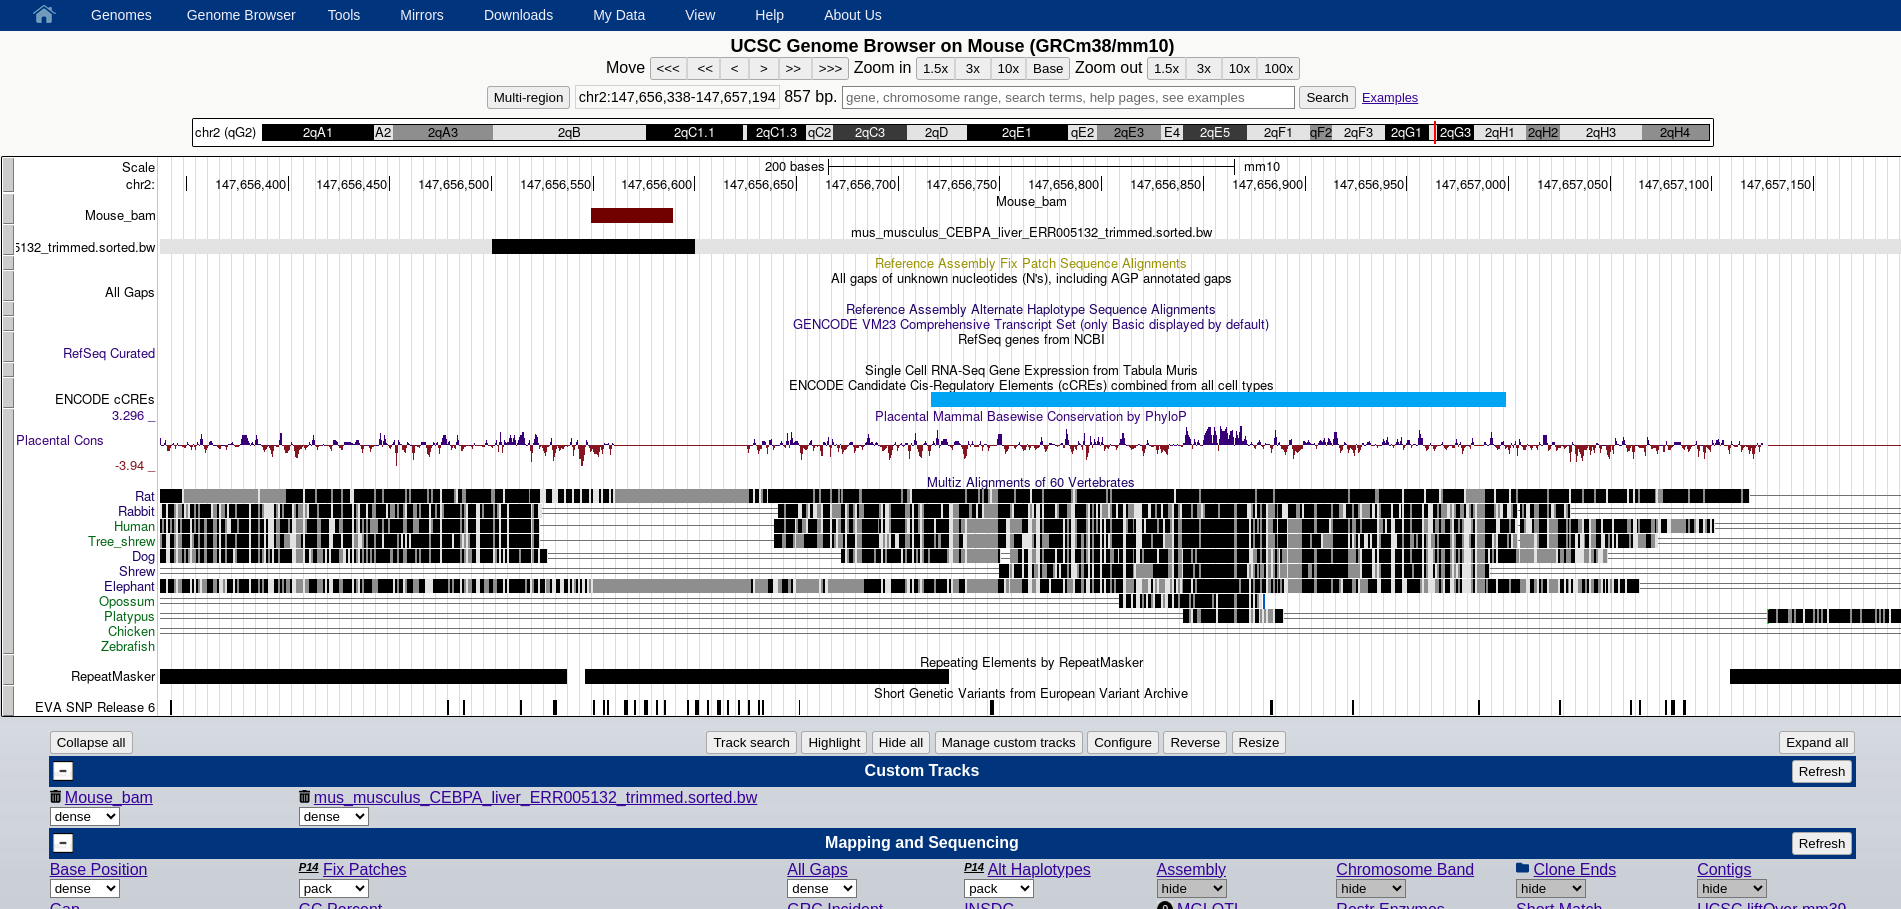 Genomes Genome Browser Tools Mirrors Downloads My Data View Help About Us
UCSC Genome Browser on Mouse (GRCm38/mm10)
Move <<< << < > >> >>> Zoom in 1.5x 3x 10x Base Zoom out 1.5x 3x 10x 100x
Multi-region chr2:147,656,338-147,657,194 857 bp. gene, chromosome range, search terms, help pages, see examples Search Examples
chr2 (qG2) 2qA1 A2 2qA3 2qB 2qC1.1 2qC1.3 qC2 2qC3 2qD 2qE1 qE2 2qE3 E4 2qE5 2qF1 qF2 2qF3 2qG1 2qG3 2qH1 2qH2 2qH3 2qH4
Scale 200 bases mm10
chr2: 147,656,400 147,656,450 147,656,500 147,656,550 147,656,600 147,656,650 147,656,700 147,656,750 147,656,800 147,656,850 147,656,900 147,656,950 147,657,000 147,657,050 147,657,100 147,657,150
Mouse_bam
Mouse_bam
mus_musculus_CEBPA_liver_ERR005132_trimmed.sorted.bw
5132_trimmed.sorted.bw
Reference Assembly Fix Patch Sequence Alignments
All gaps of unknown nucleotides (N's), including AGP annotated gaps
All Gaps
Reference Assembly Alternate Haplotype Sequence Alignments
GENCODE VM23 Comprehensive Transcript Set (only Basic displayed by default)
RefSeq genes from NCBI
RefSeq Curated
Single Cell RNA-Seq Gene Expression from Tabula Muris
ENCODE Candidate Cis-Regulatory Elements (cCREs) combined from all cell types
ENCODE cCREs
3.296 _ Placental Mammal Basewise Conservation by PhyloP
Placental Cons
-3.94 _
Multiz Alignments of 60 Vertebrates
Rat
Rabbit
Human
Tree_shrew
Dog
Shrew
Elephant
Opossum
Platypus
Chicken
Zebrafish
Repeating Elements by RepeatMasker
RepeatMasker
Short Genetic Variants from European Variant Archive
EVA SNP Release 6
Collapse all Track search Highlight Hide all Manage custom tracks Configure Reverse Resize Expand all
Custom Tracks Refresh
Mouse_bam mus_musculus_CEBPA_liver_ERR005132_trimmed.sorted.bw
dense dense
Mapping and Sequencing Refresh
Base Position P14 Fix Patches All Gaps P14 Alt Haplotypes Assembly Chromosome Band Clone Ends Contigs
dense pack dense pack hide hide hide hide